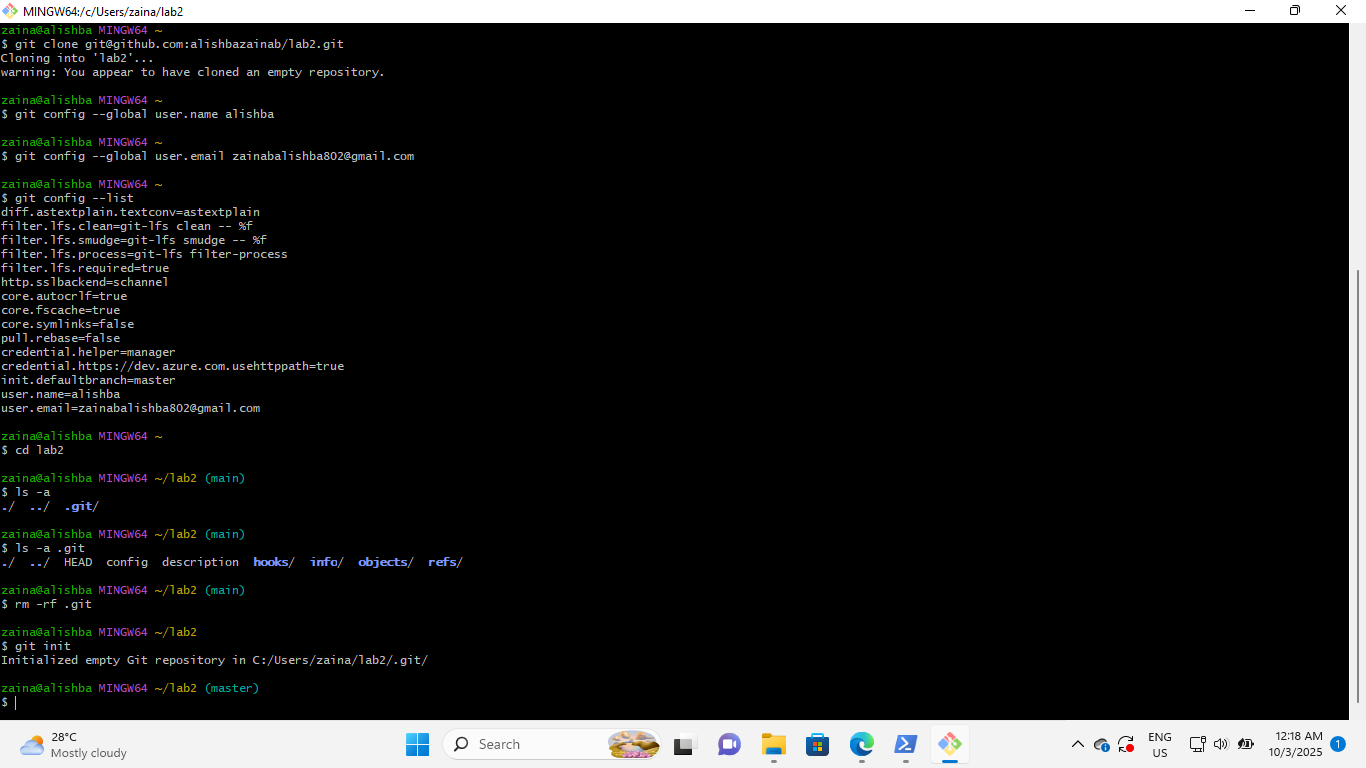 MINGW64:/c/Users/zaina/lab2
zaina@alishba MINGW64 ~
$ git clone git@github.com:alishbazainab/lab2.git
Cloning into 'lab2'...
warning: You appear to have cloned an empty repository.
zaina@alishba MINGW64 ~
$ git config --global user.name alishba
zaina@alishba MINGW64 ~
$ git config --global user.email zainabalishba802@gmail.com
zaina@alishba MINGW64 ~
$ git config --list
diff.astextplain.textconv=astextplain
filter.lfs.clean=git-lfs clean -- %f
filter.lfs.smudge=git-lfs smudge -- %f
filter.lfs.process=git-lfs filter-process
filter.lfs.required=true
http.sslbackend=schannel
core.autocrlf=true
core.fscache=true
core.symlinks=false
pull.rebase=false
credential.helper=manager
credential.https://dev.azure.com.usehttppath=true
init.defaultbranch=master
user.name=alishba
user.email=zainabalishba802@gmail.com
zaina@alishba MINGW64 ~
$ cd lab2
zaina@alishba MINGW64 ~/lab2 (main)
$ ls -a
./ ../ .git/
zaina@alishba MINGW64 ~/lab2 (main)
$ ls -a .git
./ ../ HEAD config description hooks/ info/ objects/ refs/
zaina@alishba MINGW64 ~/lab2 (main)
$ rm -rf .git
zaina@alishba MINGW64 ~/lab2
$ git init
Initialized empty Git repository in C:/Users/zaina/lab2/.git/
zaina@alishba MINGW64 ~/lab2 (master)
$
28°C
Mostly cloudy
Search
ENG
US
12:18 AM
10/3/2025
1